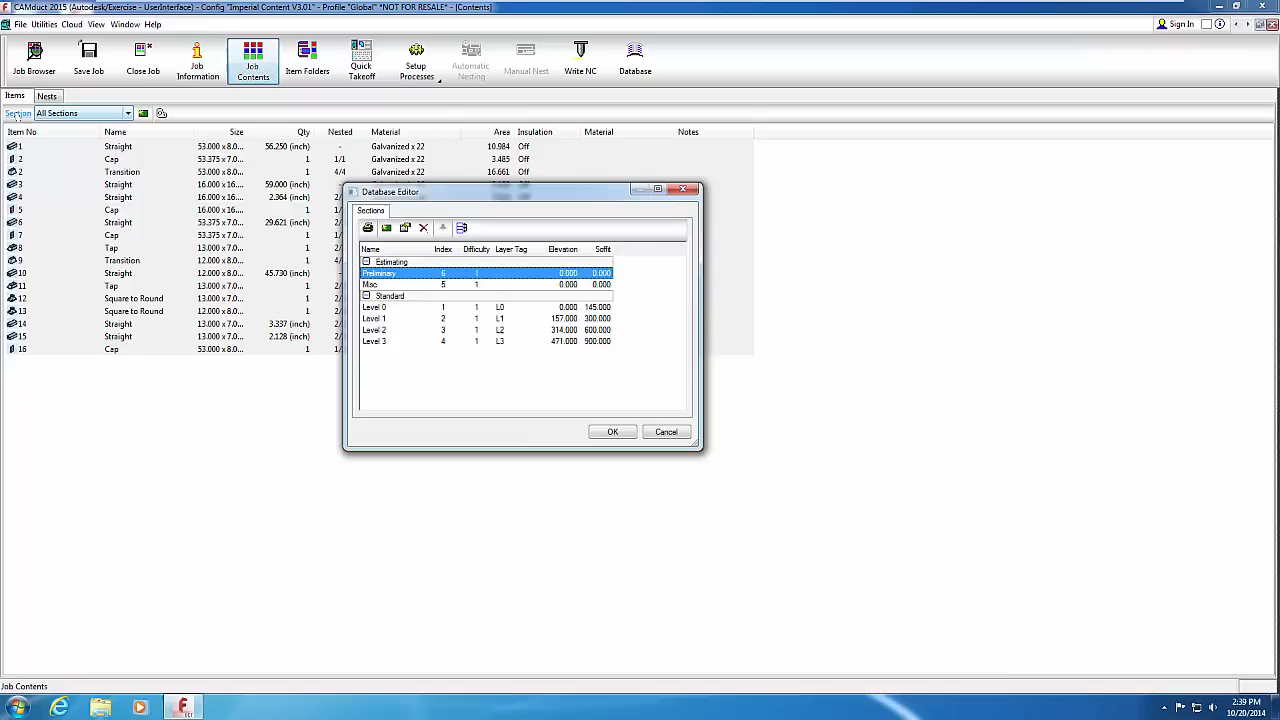 CAMduct 2015 (Autodesk/Exercise - UserInterface) - Config "Imperial Content V3.01" - Profile "Global" *NOT FOR RESALE* - [Contents]
File Utilities Cloud View Window Help Sign In
Job Browser Save Job Close Job Job Information Job Contents Item Folders Quick Takeoff Setup Processes Automatic Nesting Manual Nest Write NC Database
Items Nests
Section All Sections
Item No Name Size Qty Nested Material Area Insulation Material Notes
1 Straight 53.000 x 8.0... 56.250 (inch) - Galvanized x 22 10.984 Off
2 Cap 53.375 x 7.0... 1 1/1 Galvanized x 22 3.485 Off
2 Transition 53.375 x 8.0... 1 4/4 Galvanized x 22 16.661 Off
3 Straight 16.000 x 16... 59.000 (inch) -
4 Straight 16.000 x 16... 2.364 (inch)
5 Cap 16.000 x 16... 1
6 Straight 53.375 x 7.0... 29.621 (inch)
7 Cap 53.375 x 7.0... 1
8 Tap 13.000 x 7.0... 1
9 Transition 12.000 x 8.0... 1
10 Straight 12.000 x 8.0... 45.730 (inch) -
11 Tap 13.000 x 7.0... 1
12 Square to Round 13.000 x 7.0... 1
13 Square to Round 12.000 x 8.0... 1
14 Straight 13.000 x 7.0... 3.337 (inch)
15 Straight 13.000 x 7.0... 2.128 (inch)
16 Cap 53.000 x 8.0... 1
Database Editor
Sections
Name Index Difficulty Layer Tag Elevation Soffit
Estimating
Preliminary 6 1 0.000 0.000
Mac 5 1 0.000 0.000
Standard
Level 0 1 1 L0 0.000 145.000
Level 1 2 1 L1 157.000 300.000
Level 2 3 1 L2 314.000 600.000
Level 3 4 1 L3 471.000 900.000
OK Cancel
Job Contents
2:39 PM
10/20/2014